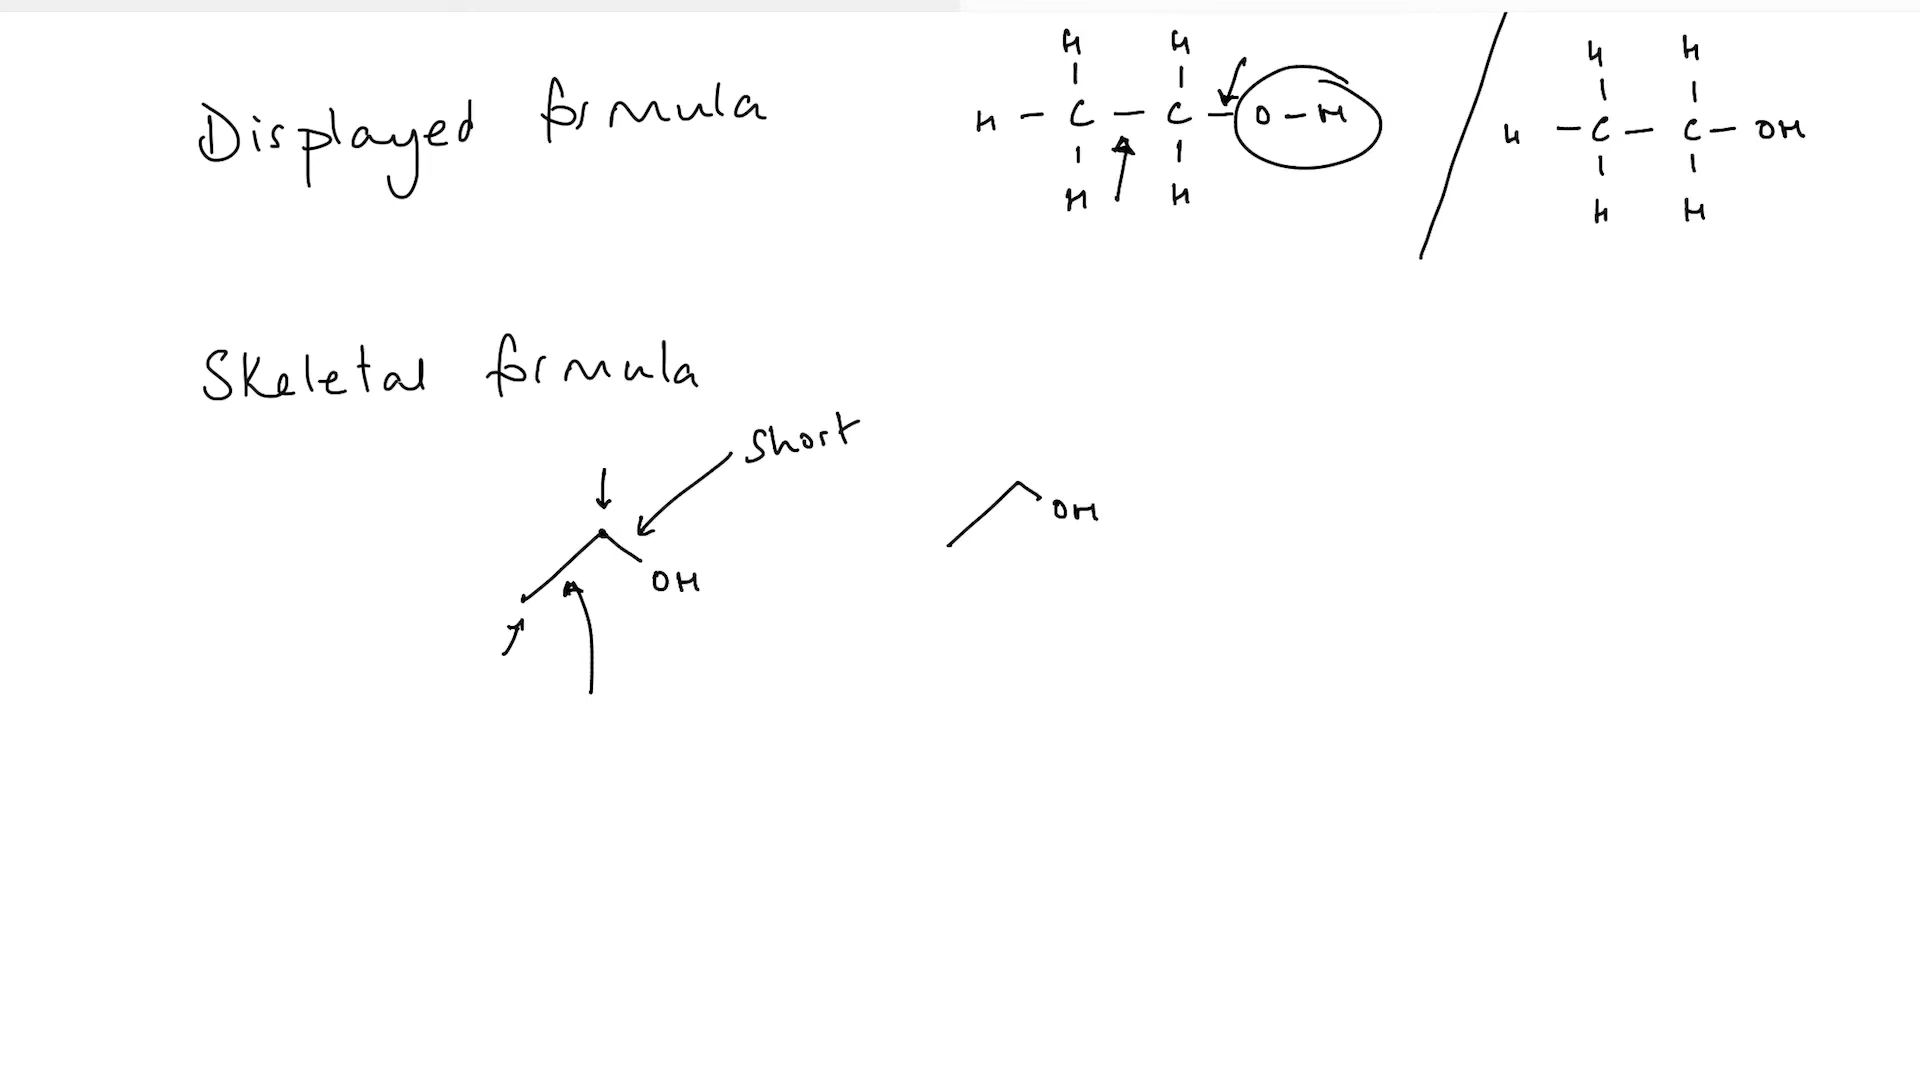 Displayed formula
H H
H - C - C - O - H
H H
H H
H - C - C - OH
H H
Skeletal formula
short
OH
OH